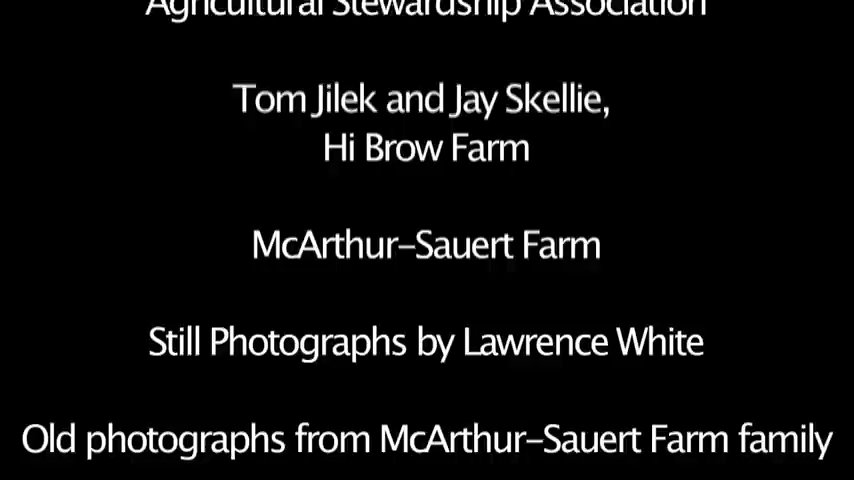 Agricultural Stewardship Association
Tom Jilek and Jay Skellie,
Hi Brow Farm
McArthur–Sauert Farm
Still Photographs by Lawrence White
Old photographs from McArthur–Sauert Farm family